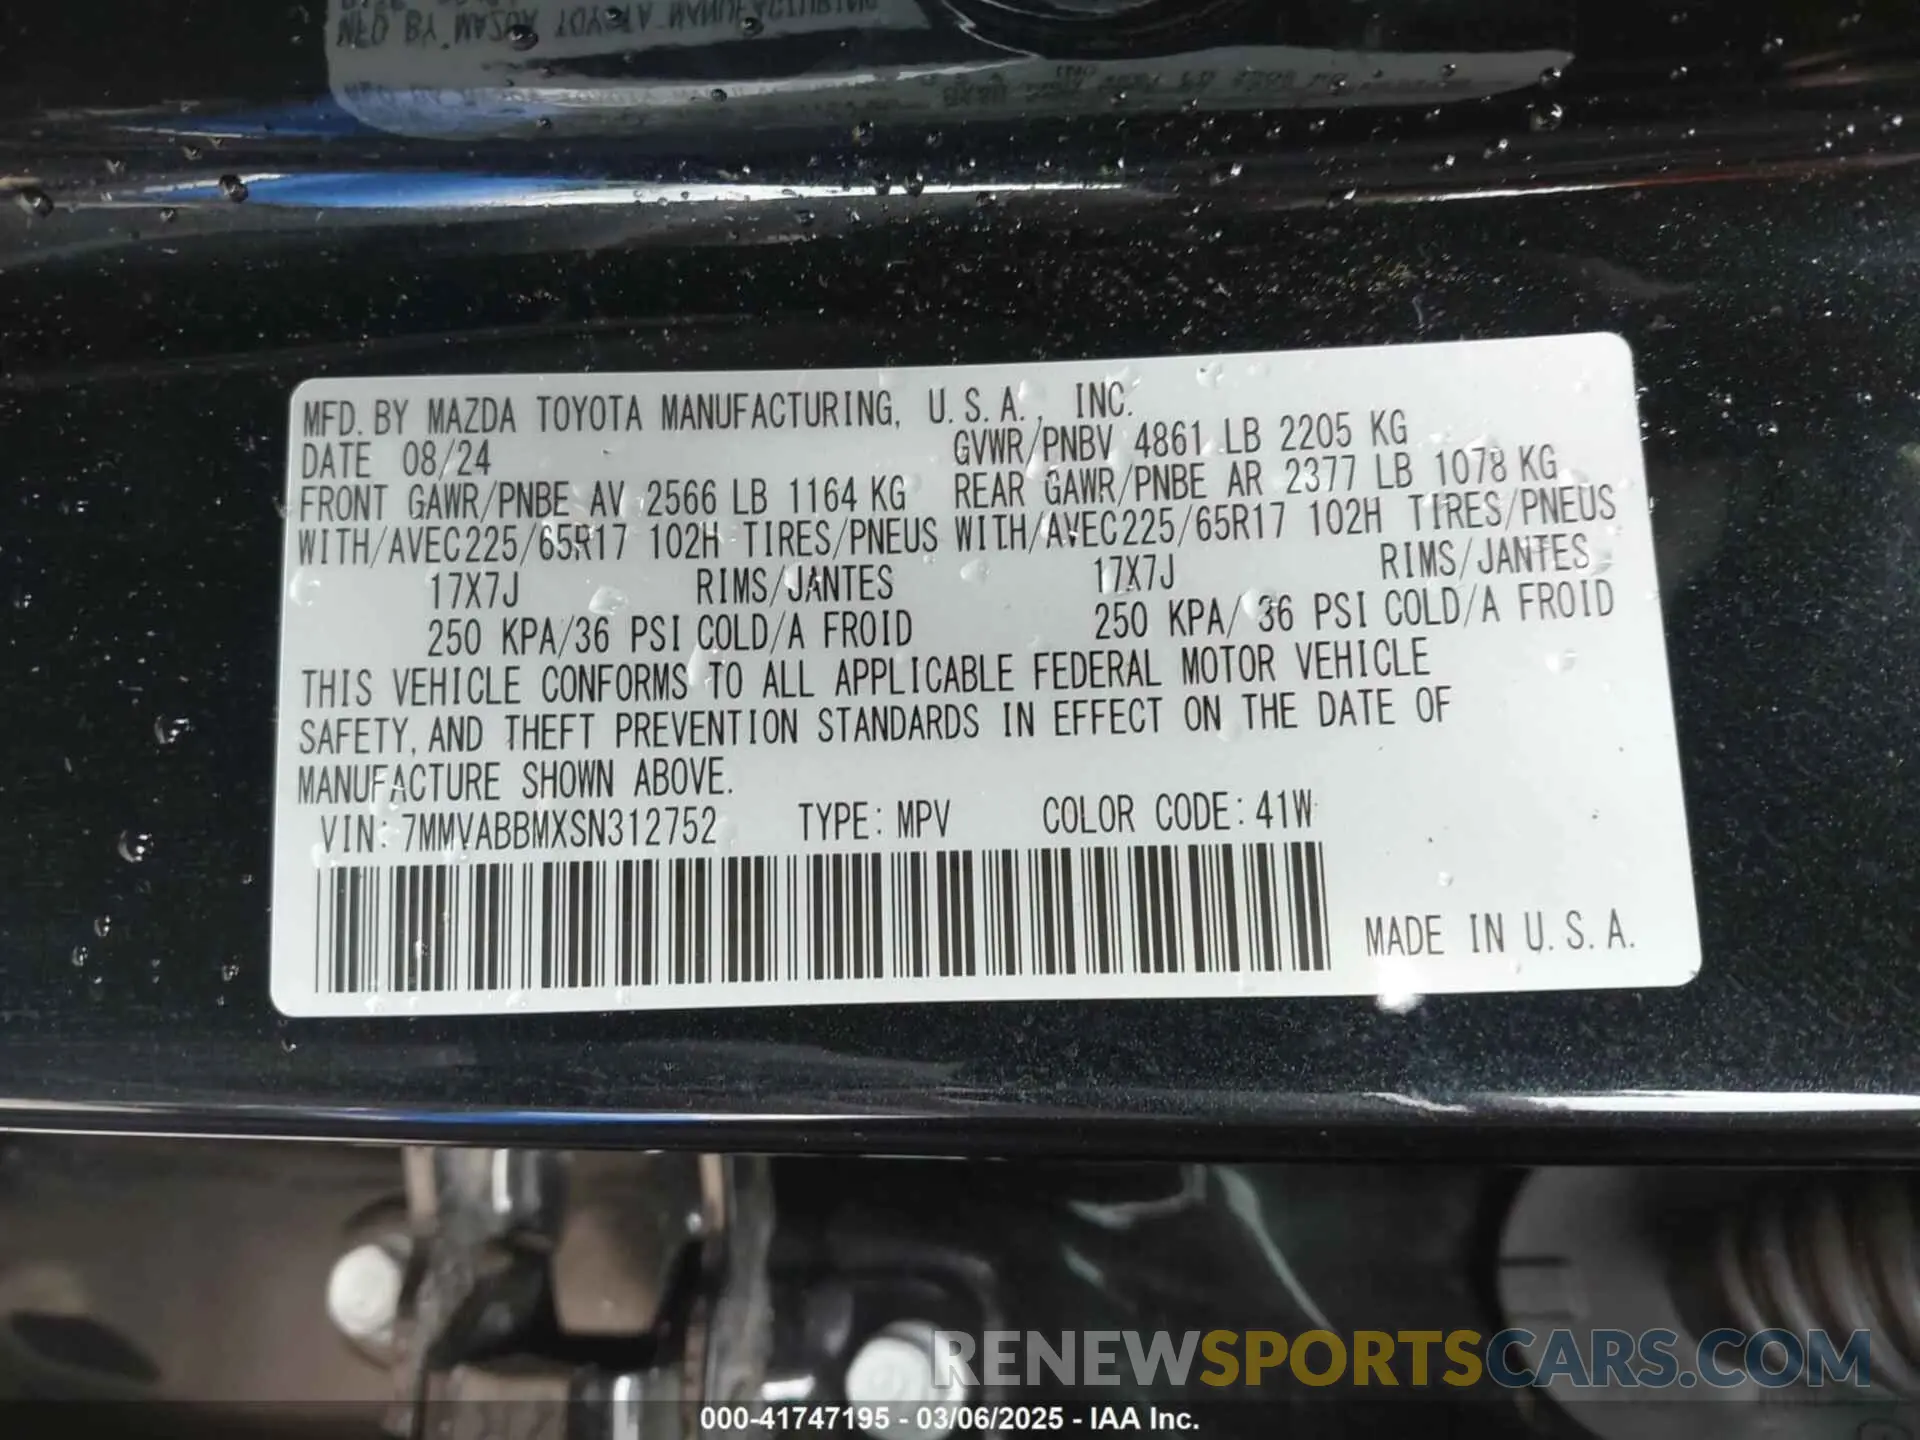 MFD. BY MAZDA TOYOTA MANUFACTURING, U.S.A., INC.
DATE 08/24 GVWR/PNBV 4861 LB 2205 KG
FRONT GAWR/PNBE AV 2566 LB 1164 KG REAR GAWR/PNBE AR 2377 LB 1078 KG
WITH/AVEC225/65R17 102H TIRES/PNEUS WITH/AVEC225/65R17 102H TIRES/PNEUS
17X7J RIMS/JANTES 17X7J RIMS/JANTES
250 KPA/36 PSI COLD/A FROID 250 KPA/ 36 PSI COLD/A FROID
THIS VEHICLE CONFORMS TO ALL APPLICABLE FEDERAL MOTOR VEHICLE
SAFETY, AND THEFT PREVENTION STANDARDS IN EFFECT ON THE DATE OF
MANUFACTURE SHOWN ABOVE.
VIN: 7MMVABBMXSN312752 TYPE: MPV COLOR CODE: 41W
MADE IN U.S.A.
RENEWSPORTSCARS.COM
000-41747195 - 03/06/2025 - IAA Inc.